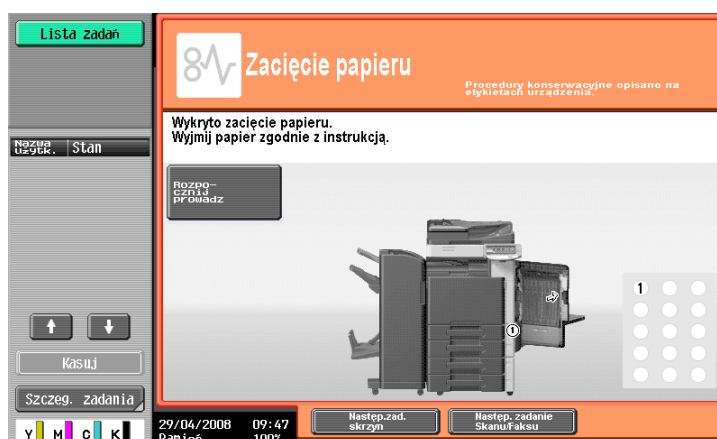 Lista zadań
Zacięcie papieru
Procedury konserwacyjne opisano na
etykietach urządzenia.
Wykryto zacięcie papieru.
Wyjmij papier zgodnie z instrukcją.
Nazwa
użytk.
Stan
Rozpo-
cznij
prowadz
1
1
Kasuj
Szczeg. zadania
Y M C K
29/04/2008 09:47
Pamięć 100%
Następ.zad.
skrzyn
Następ. zadanie
Skanu/Faksu